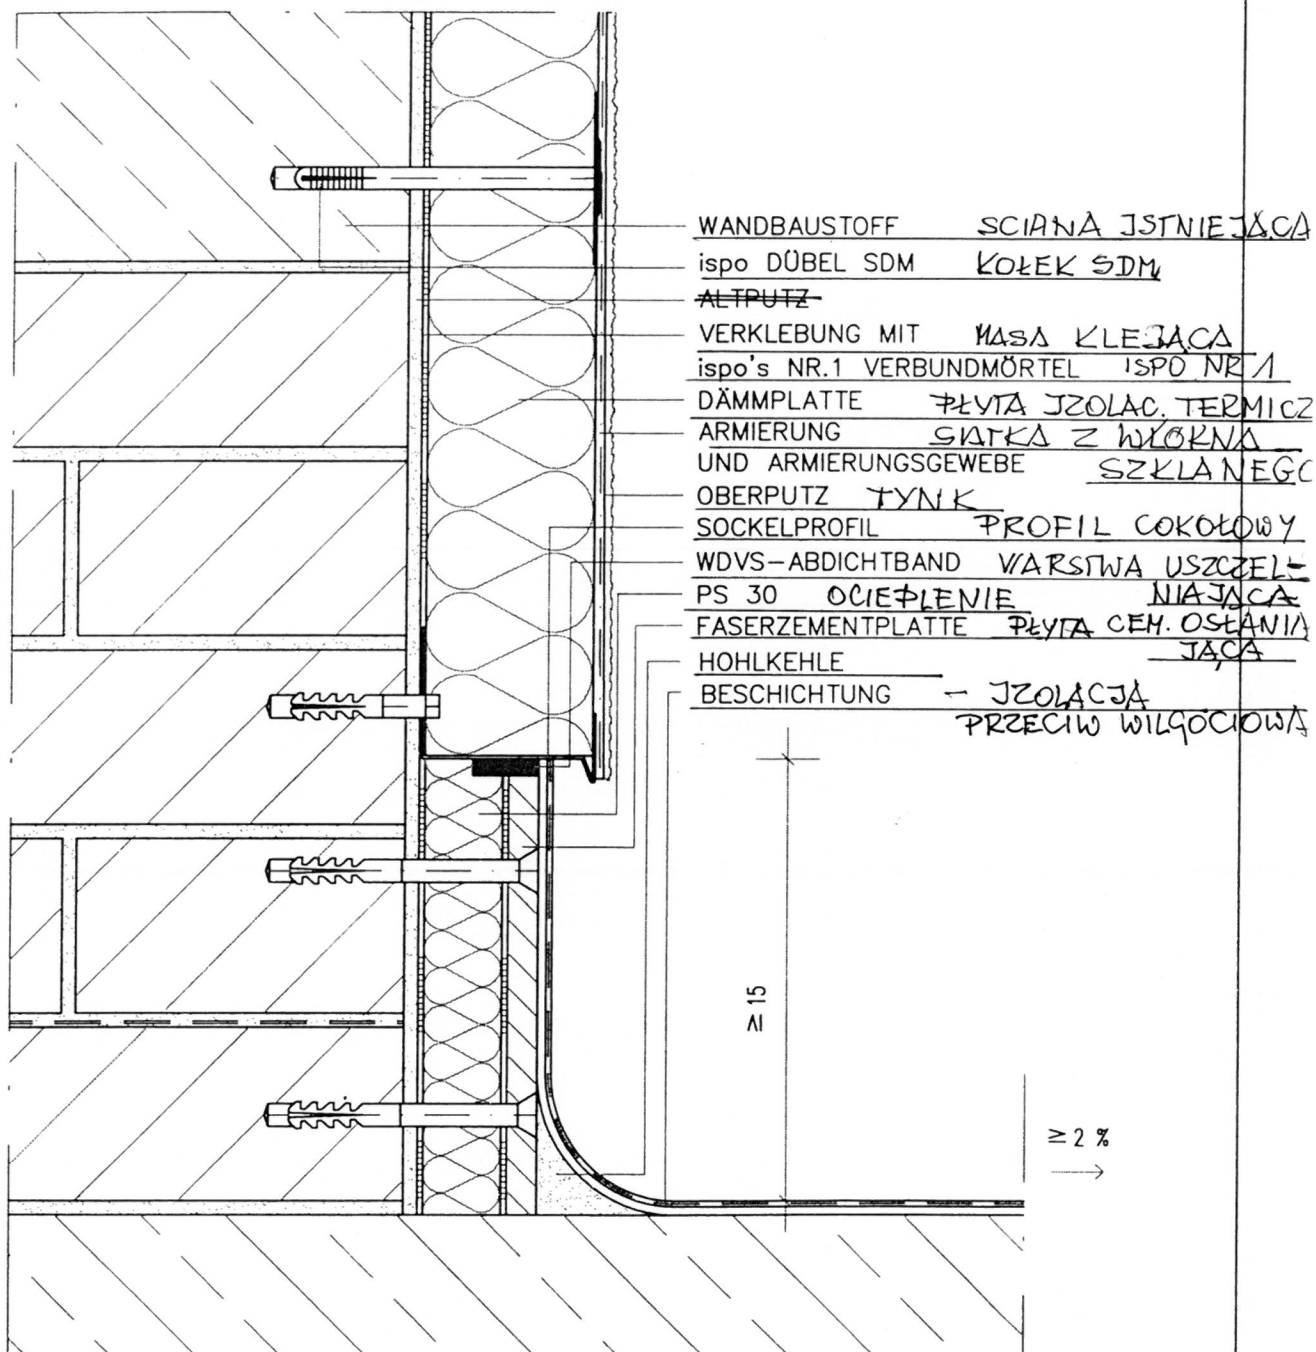 WANDBAUSTOFF SCIANA ISTNIEJĄCA
ispo DÜBEL SDM KOŁEK SDM
ALTPUTZ
VERKLEBUNG MIT MASA KLEJĄCA
ispo's NR.1 VERBUNDMÖRTEL ISPO NR 1
DÄMMPLATTE PŁYTA IZOLAC. TERMICZ
ARMIERUNG SIATKA Z WŁÓKNA
UND ARMIERUNGSGEWEBE SZKLANEGO
OBERPUTZ TYNK
SOCKELPROFIL PROFIL COKOŁOWY
WDVS-ABDICHTBAND WARSTWA USZCZEL-
PS 30 OCIEPLENIE NIAJĄCA
FASERZEMENTPLATTE PŁYTA CEM. OSŁANIA
HOHLKEHLE JĄCA
BESCHICHTUNG - IZOLACJA
PRZECIW WILGOCIOWA
≥15
≥2 %